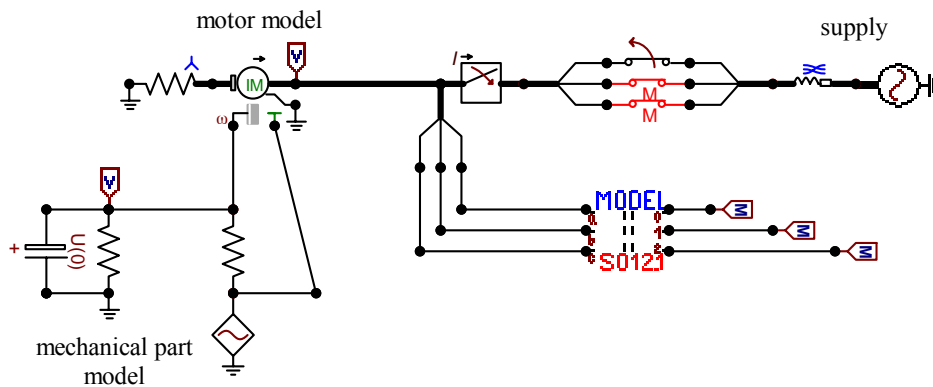 motor model
supply
I
V
IM
M
M
ω
T
V
MODEL
M
+
U(0)
0
M
1
S0121
2
M
mechanical part
model